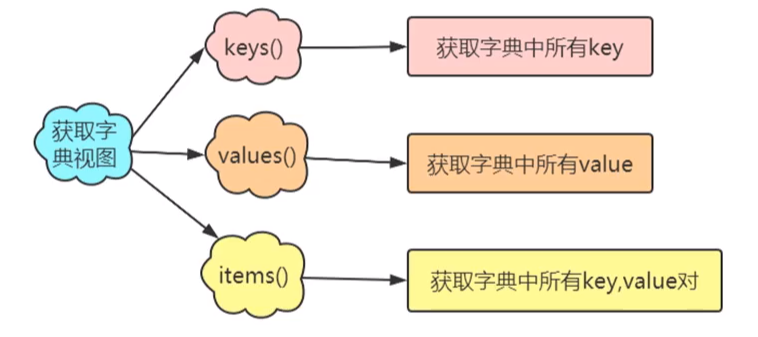 keys()
获取字典中所有key
获取字
典视图
values()
获取字典中所有value
items()
获取字典中所有key,value对